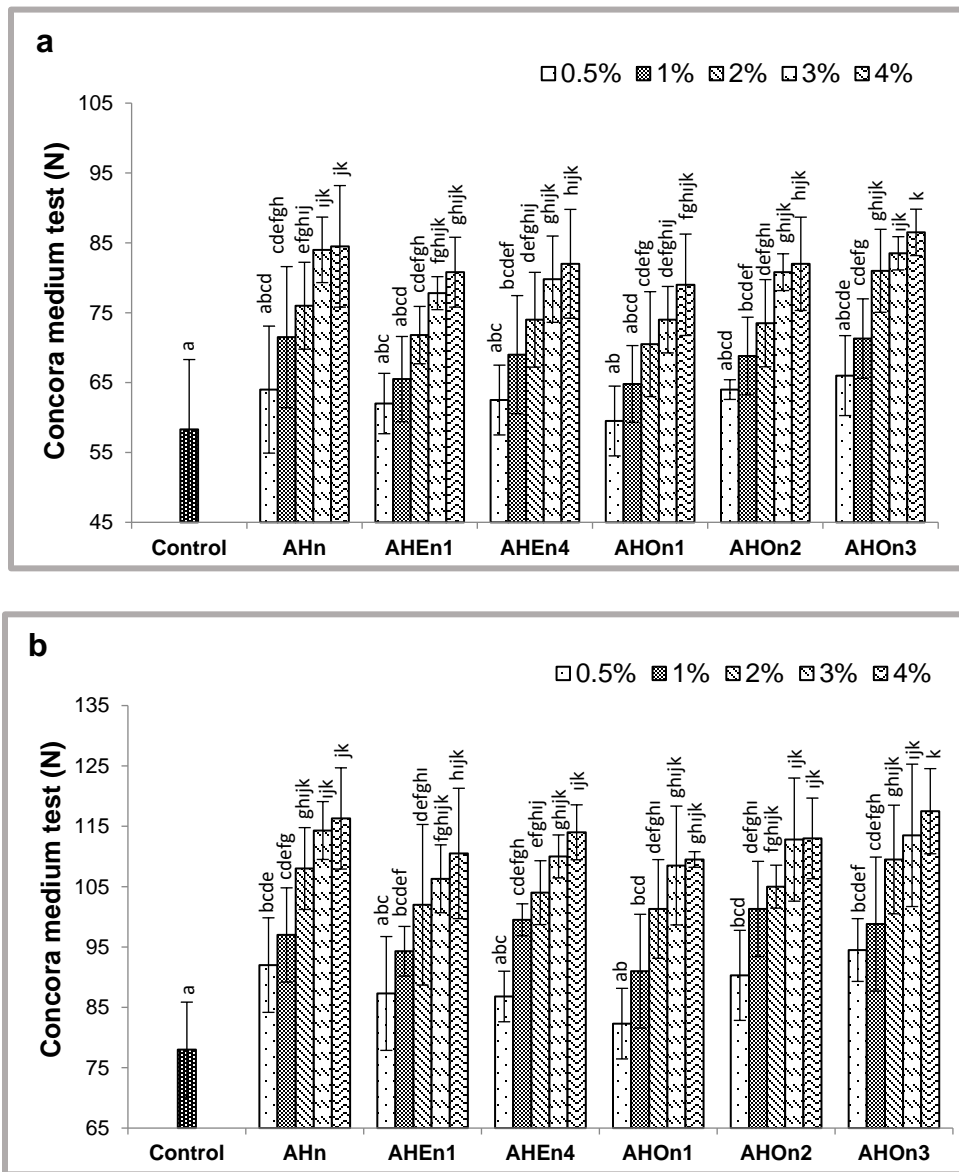 a
0.5% 1% 2% 3% 4%
Concora medium test (N)
105
95
85
75
65
55
45
a
abcd
cdefgh
efghij
ijk
jk
abc
abcd
cdefgh
fghijk
ghijk
abc
bcdef
defghij
ghijk
hijk
ab
abcd
cdefg
defghij
fghijk
abcd
bcdef
defghi
ghijk
hijk
abcde
cdefg
ghijk
ijk
k
Control AHn AHEn1 AHEn4 AHOn1 AHOn2 AHOn3
b
0.5% 1% 2% 3% 4%
Concora medium test (N)
135
125
115
105
95
85
75
65
a
bcde
cdefg
ghijk
ijk
jk
abc
bcdef
defghi
fghijk
hijk
abc
cdefgh
efghij
ghijk
ijk
ab
bcd
defghi
ghijk
ghijk
bcd
defghi
fghijk
ijk
ijk
bcdef
cdefgh
ghijk
ijk
k
Control AHn AHEn1 AHEn4 AHOn1 AHOn2 AHOn3